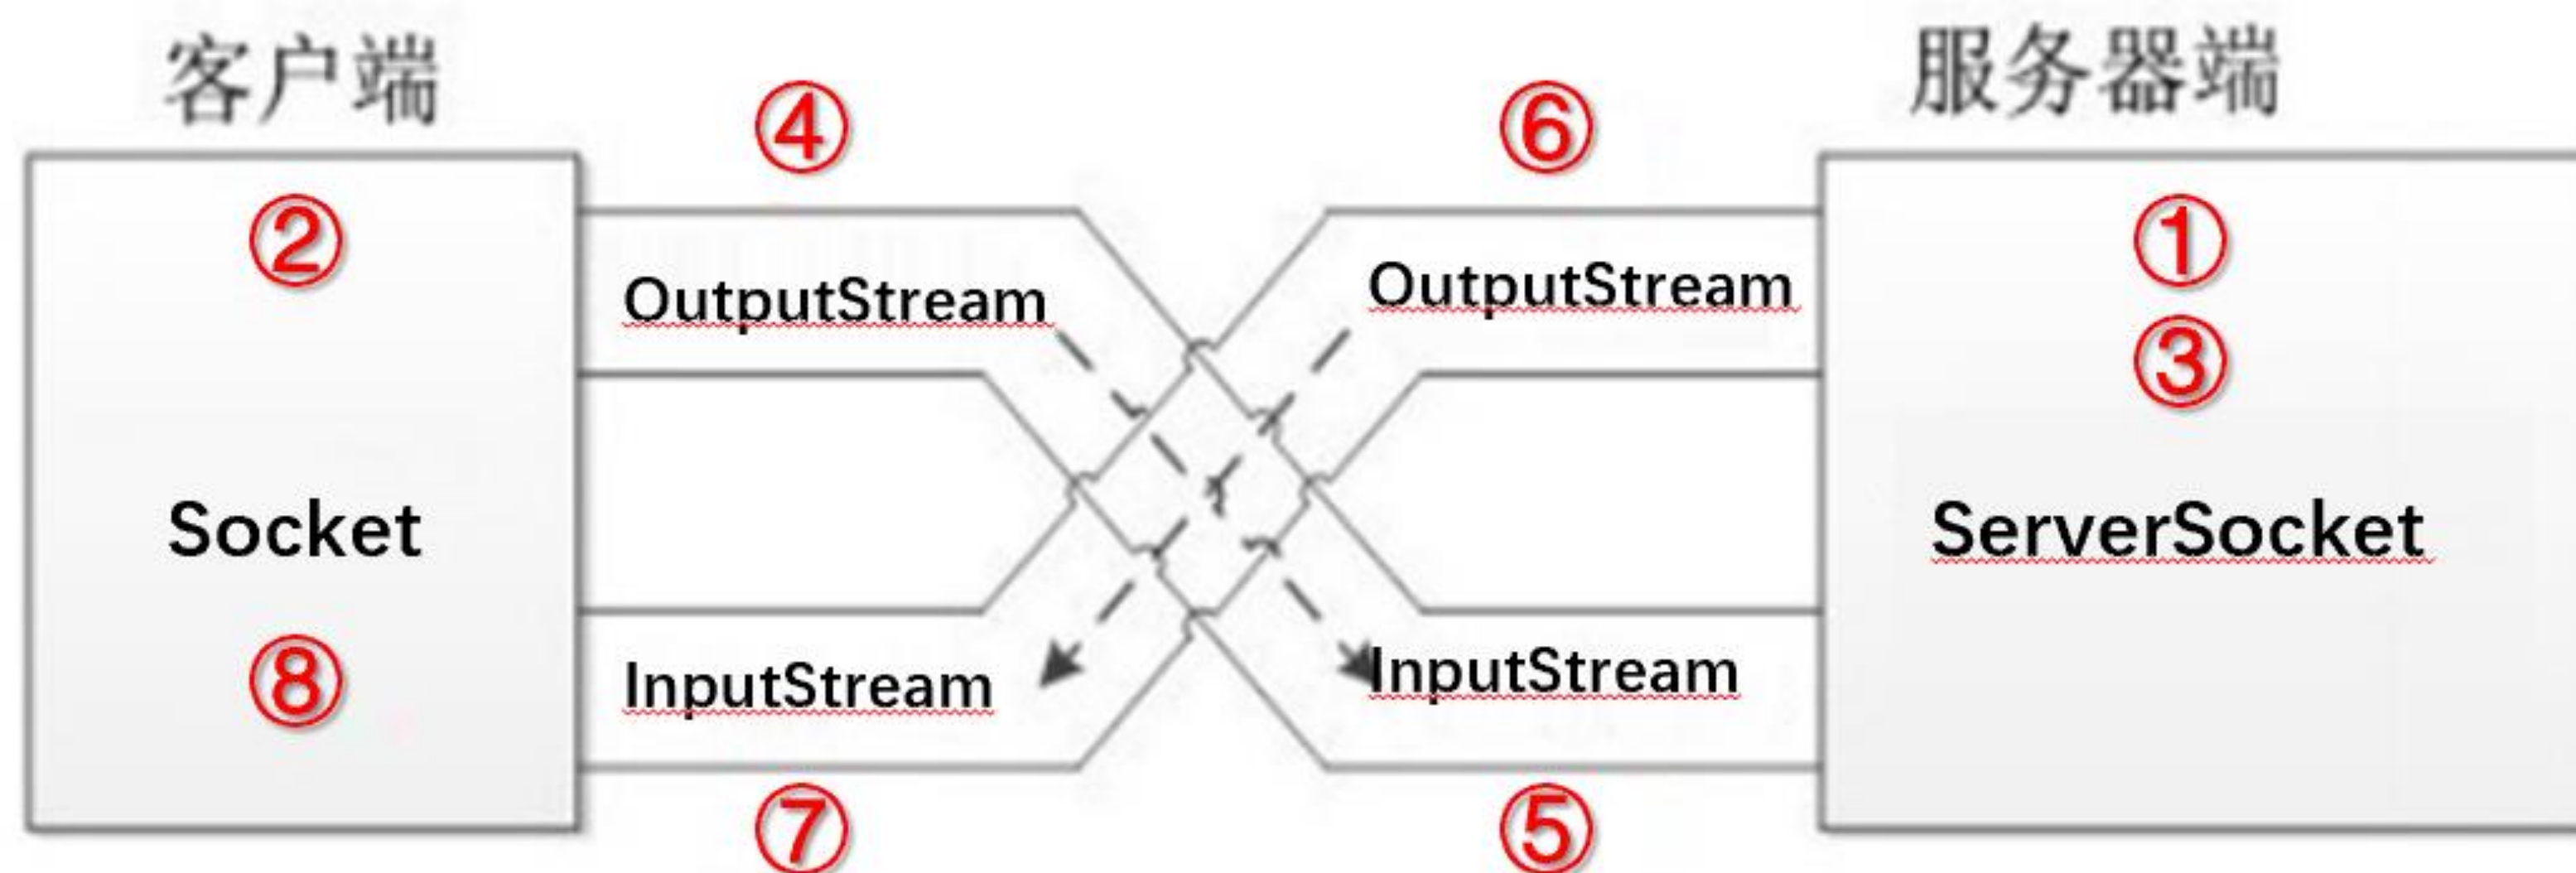 客户端
服务器端
④
⑥
②
①
OutputStream
OutputStream
③
Socket
ServerSocket
⑧
InputStream
InputStream
⑦
⑤